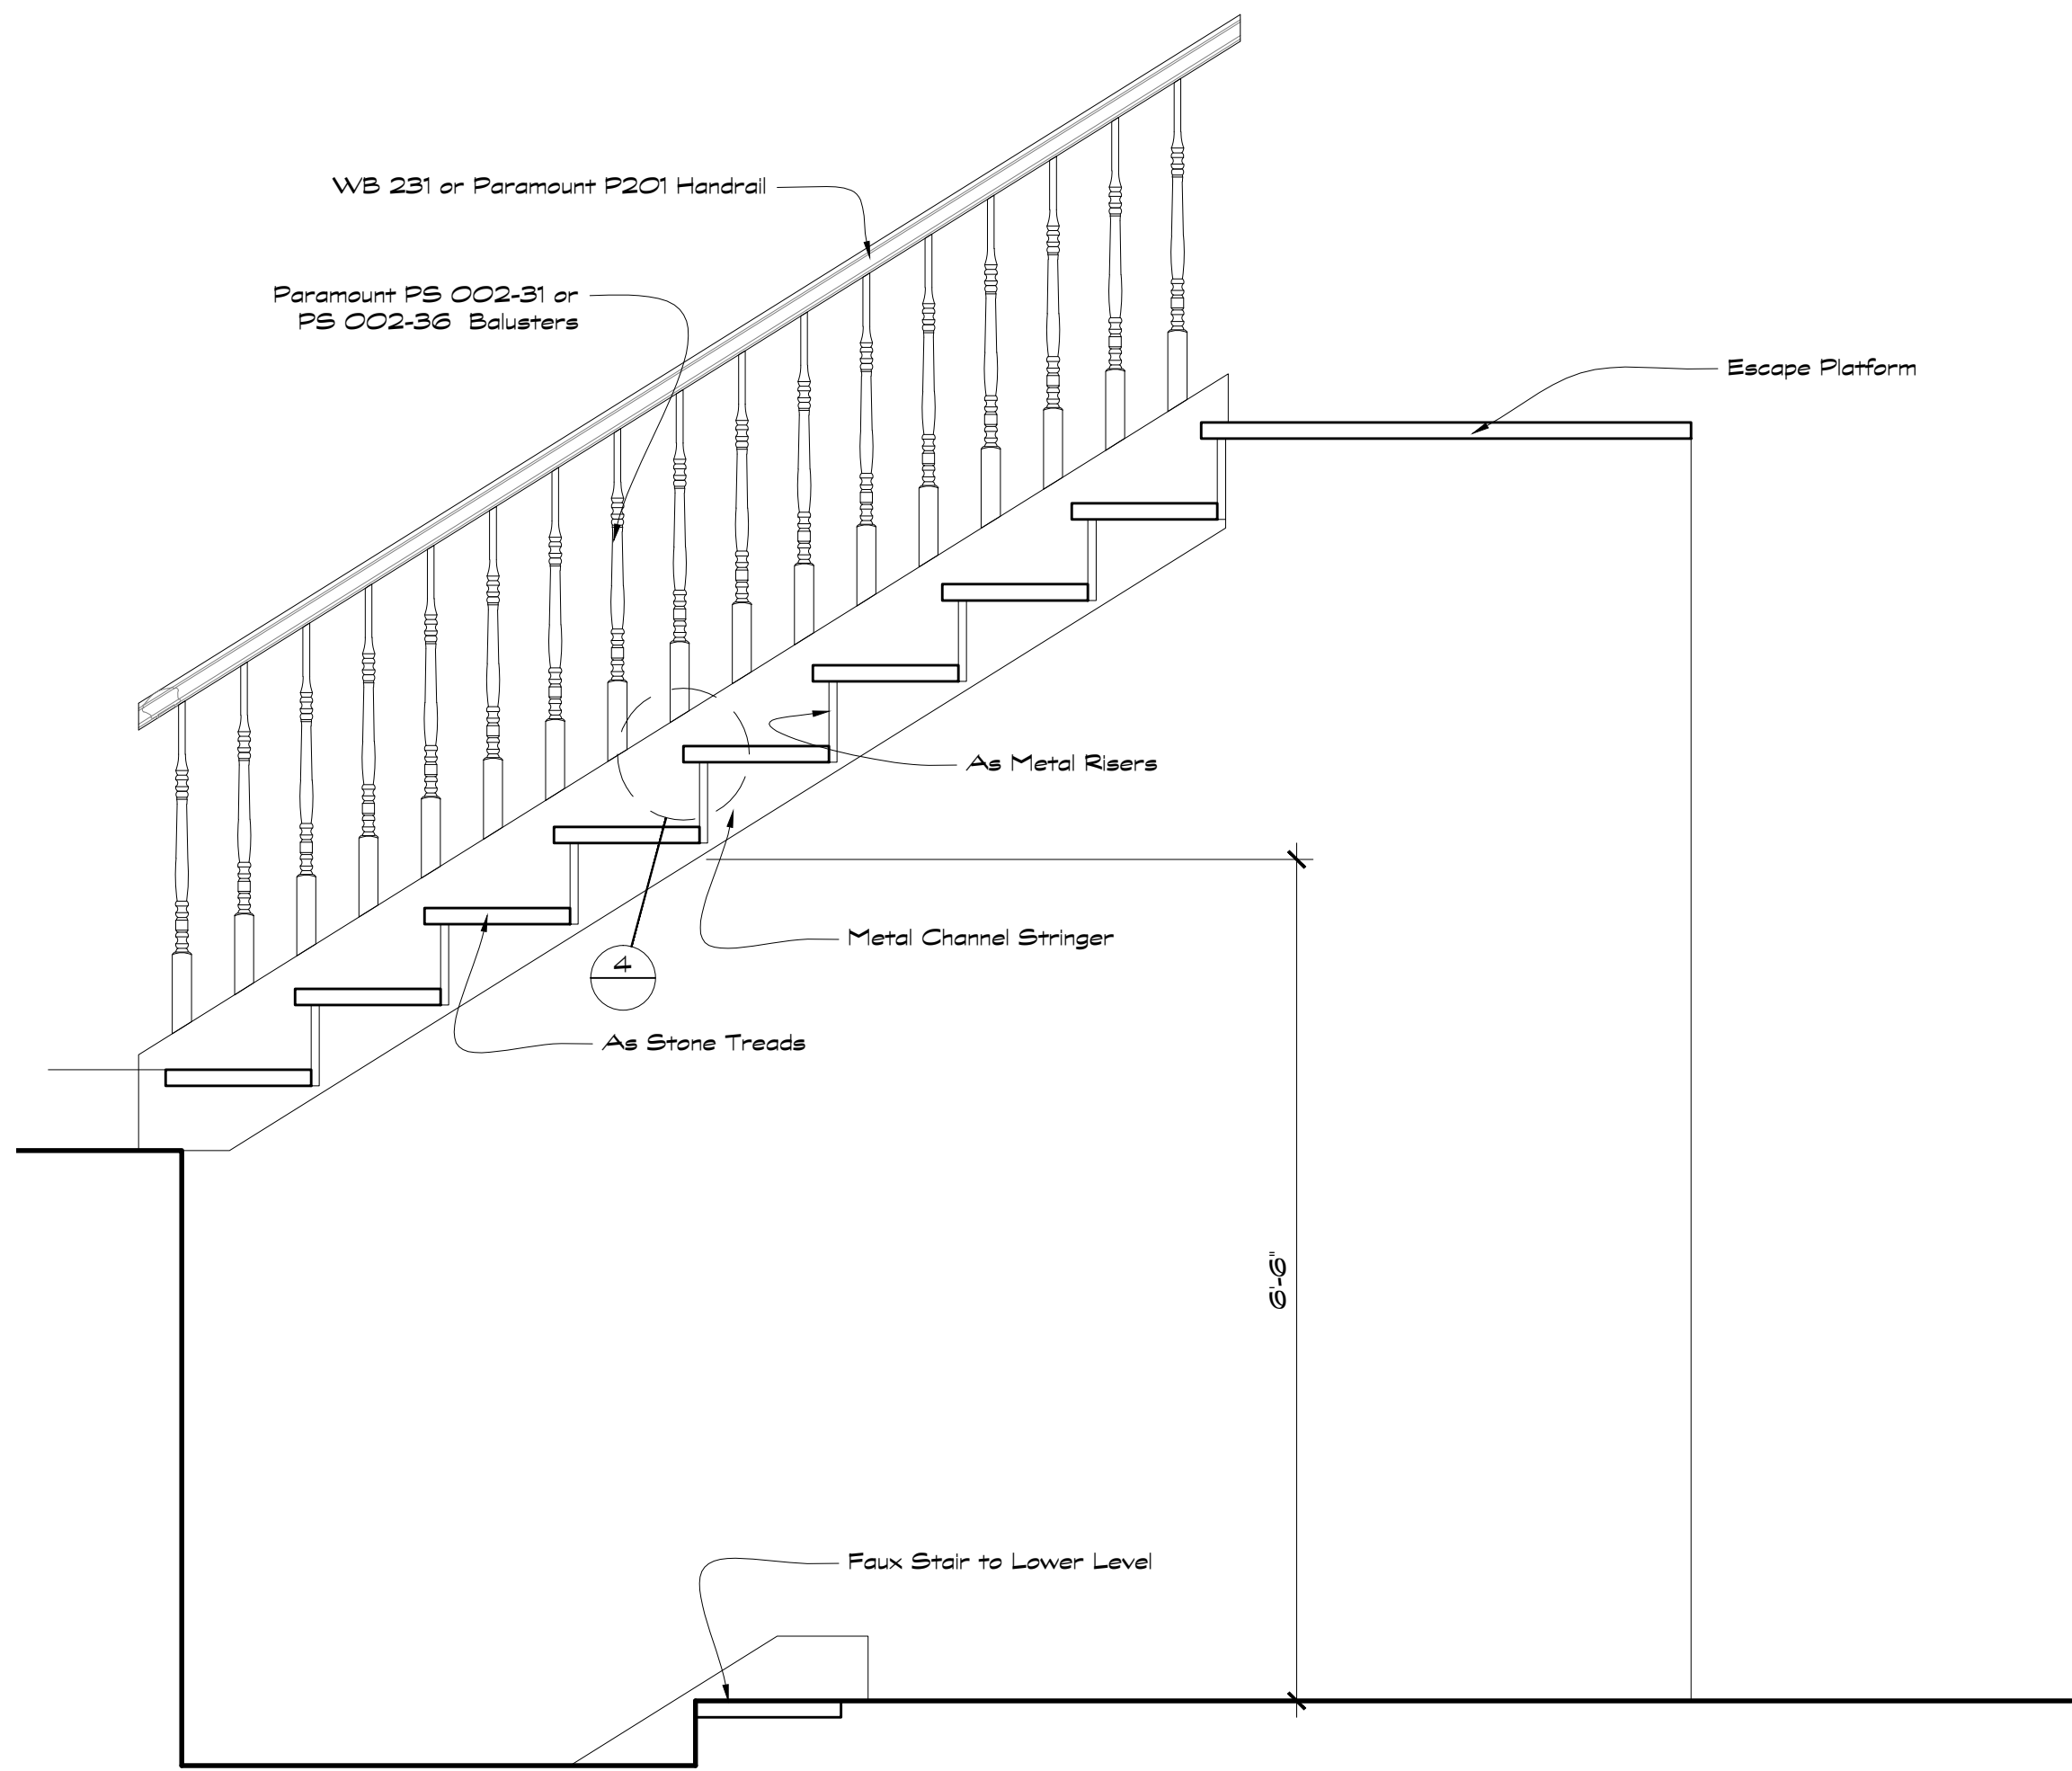 WB 231 or Paramount P201 Handrail
Paramount PS 002-31 or
PS 002-36 Balusters
Escape Platform
As Metal Risers
Metal Channel Stringer
4
As Stone Treads
6'-6"
Faux Stair to Lower Level